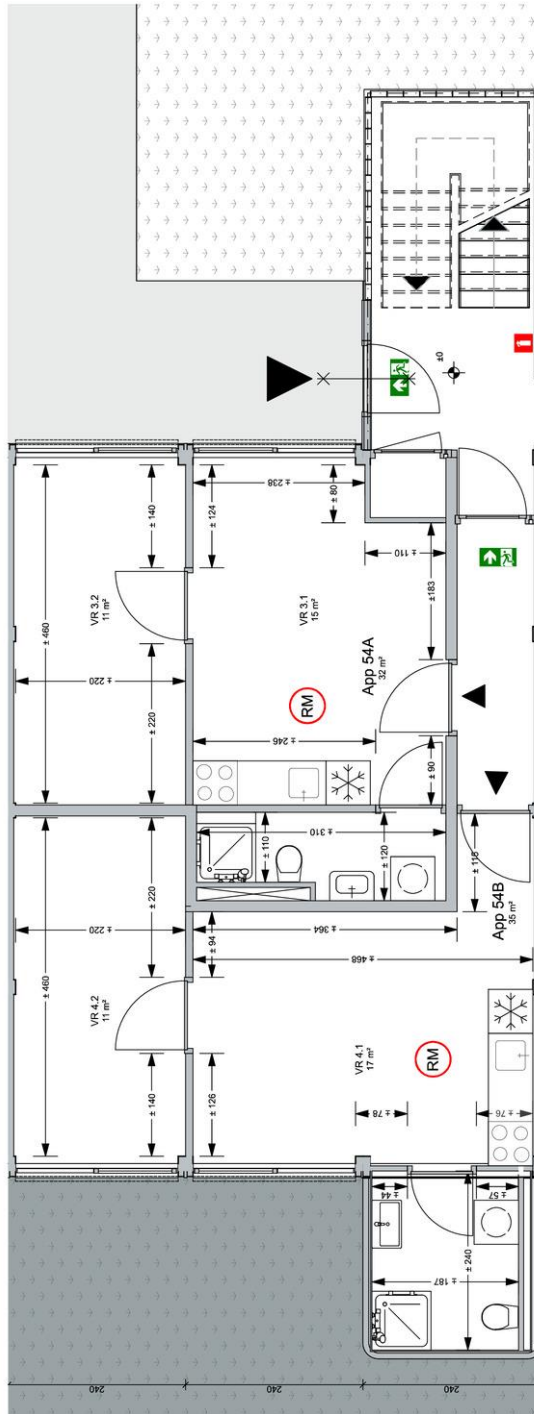 ±0
± 460
± 140
± 124
± 238
± 80
VR 3.2
11 m²
VR 3.1
15 m²
± 110
±183
± 220
± 220
App 54A
32 m²
RM
± 246
± 90
± 310
± 110
± 120
± 115
± 220
± 460
± 220
± 94
± 364
± 468
App 54B
35 m²
VR 4.2
11 m²
VR 4.1
17 m²
RM
± 140
± 126
± 78
± 76
± 44
± 57
± 240
± 187
240
240
240